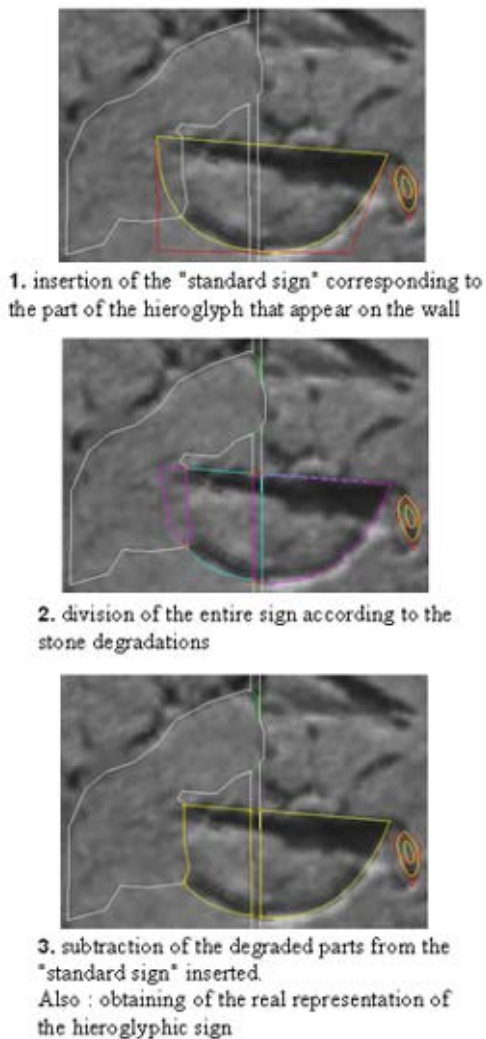 1. insertion of the "standard sign" corresponding to
the part of the hieroglyph that appear on the wall
2. division of the entire sign according to the
stone degradations
3. subtraction of the degraded parts from the
"standard sign" inserted.
Also : obtaining of the real representation of
the hieroglyphic sign